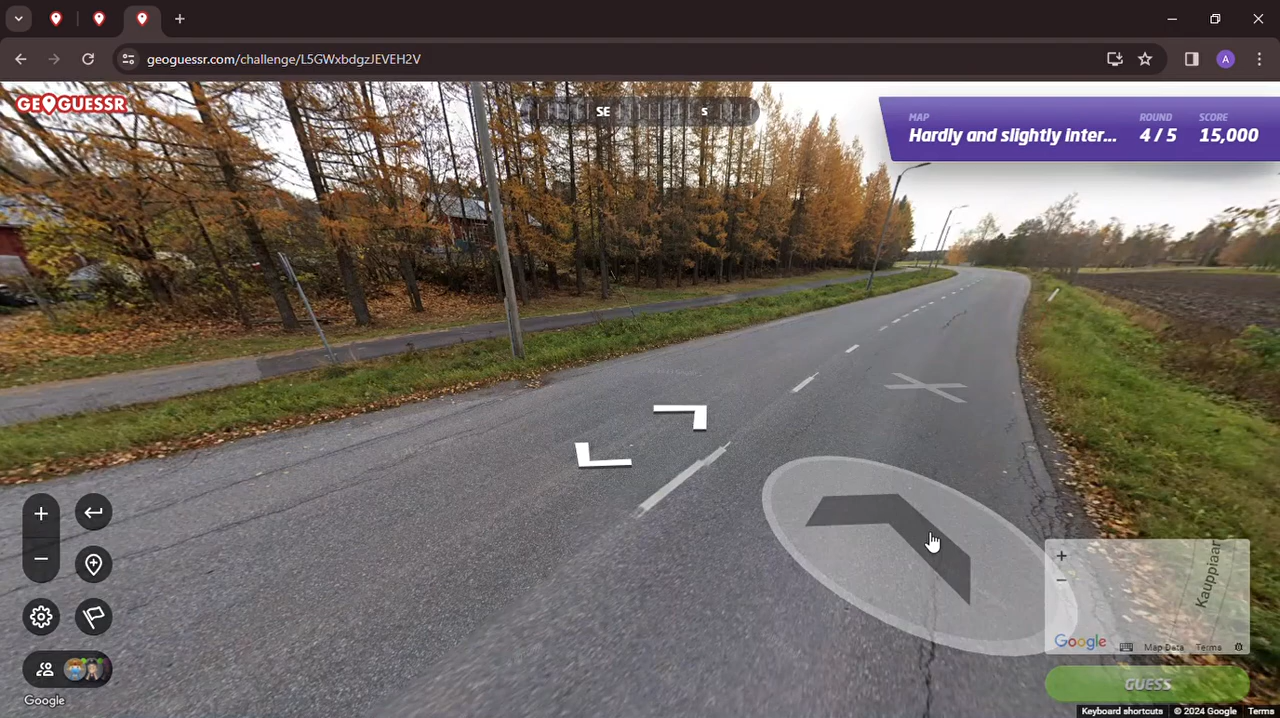 geoguessr.com/challenge/L5GWxbdgzJEVEH2V
A
GEOGUESSR
SE
S
MAP
ROUND
SCORE
Hardly and slightly inter...
4 / 5
15,000
Kauppiaan
Google
Map Data
Terms
GUESS
Google
Keyboard shortcuts
© 2024 Google
Terms